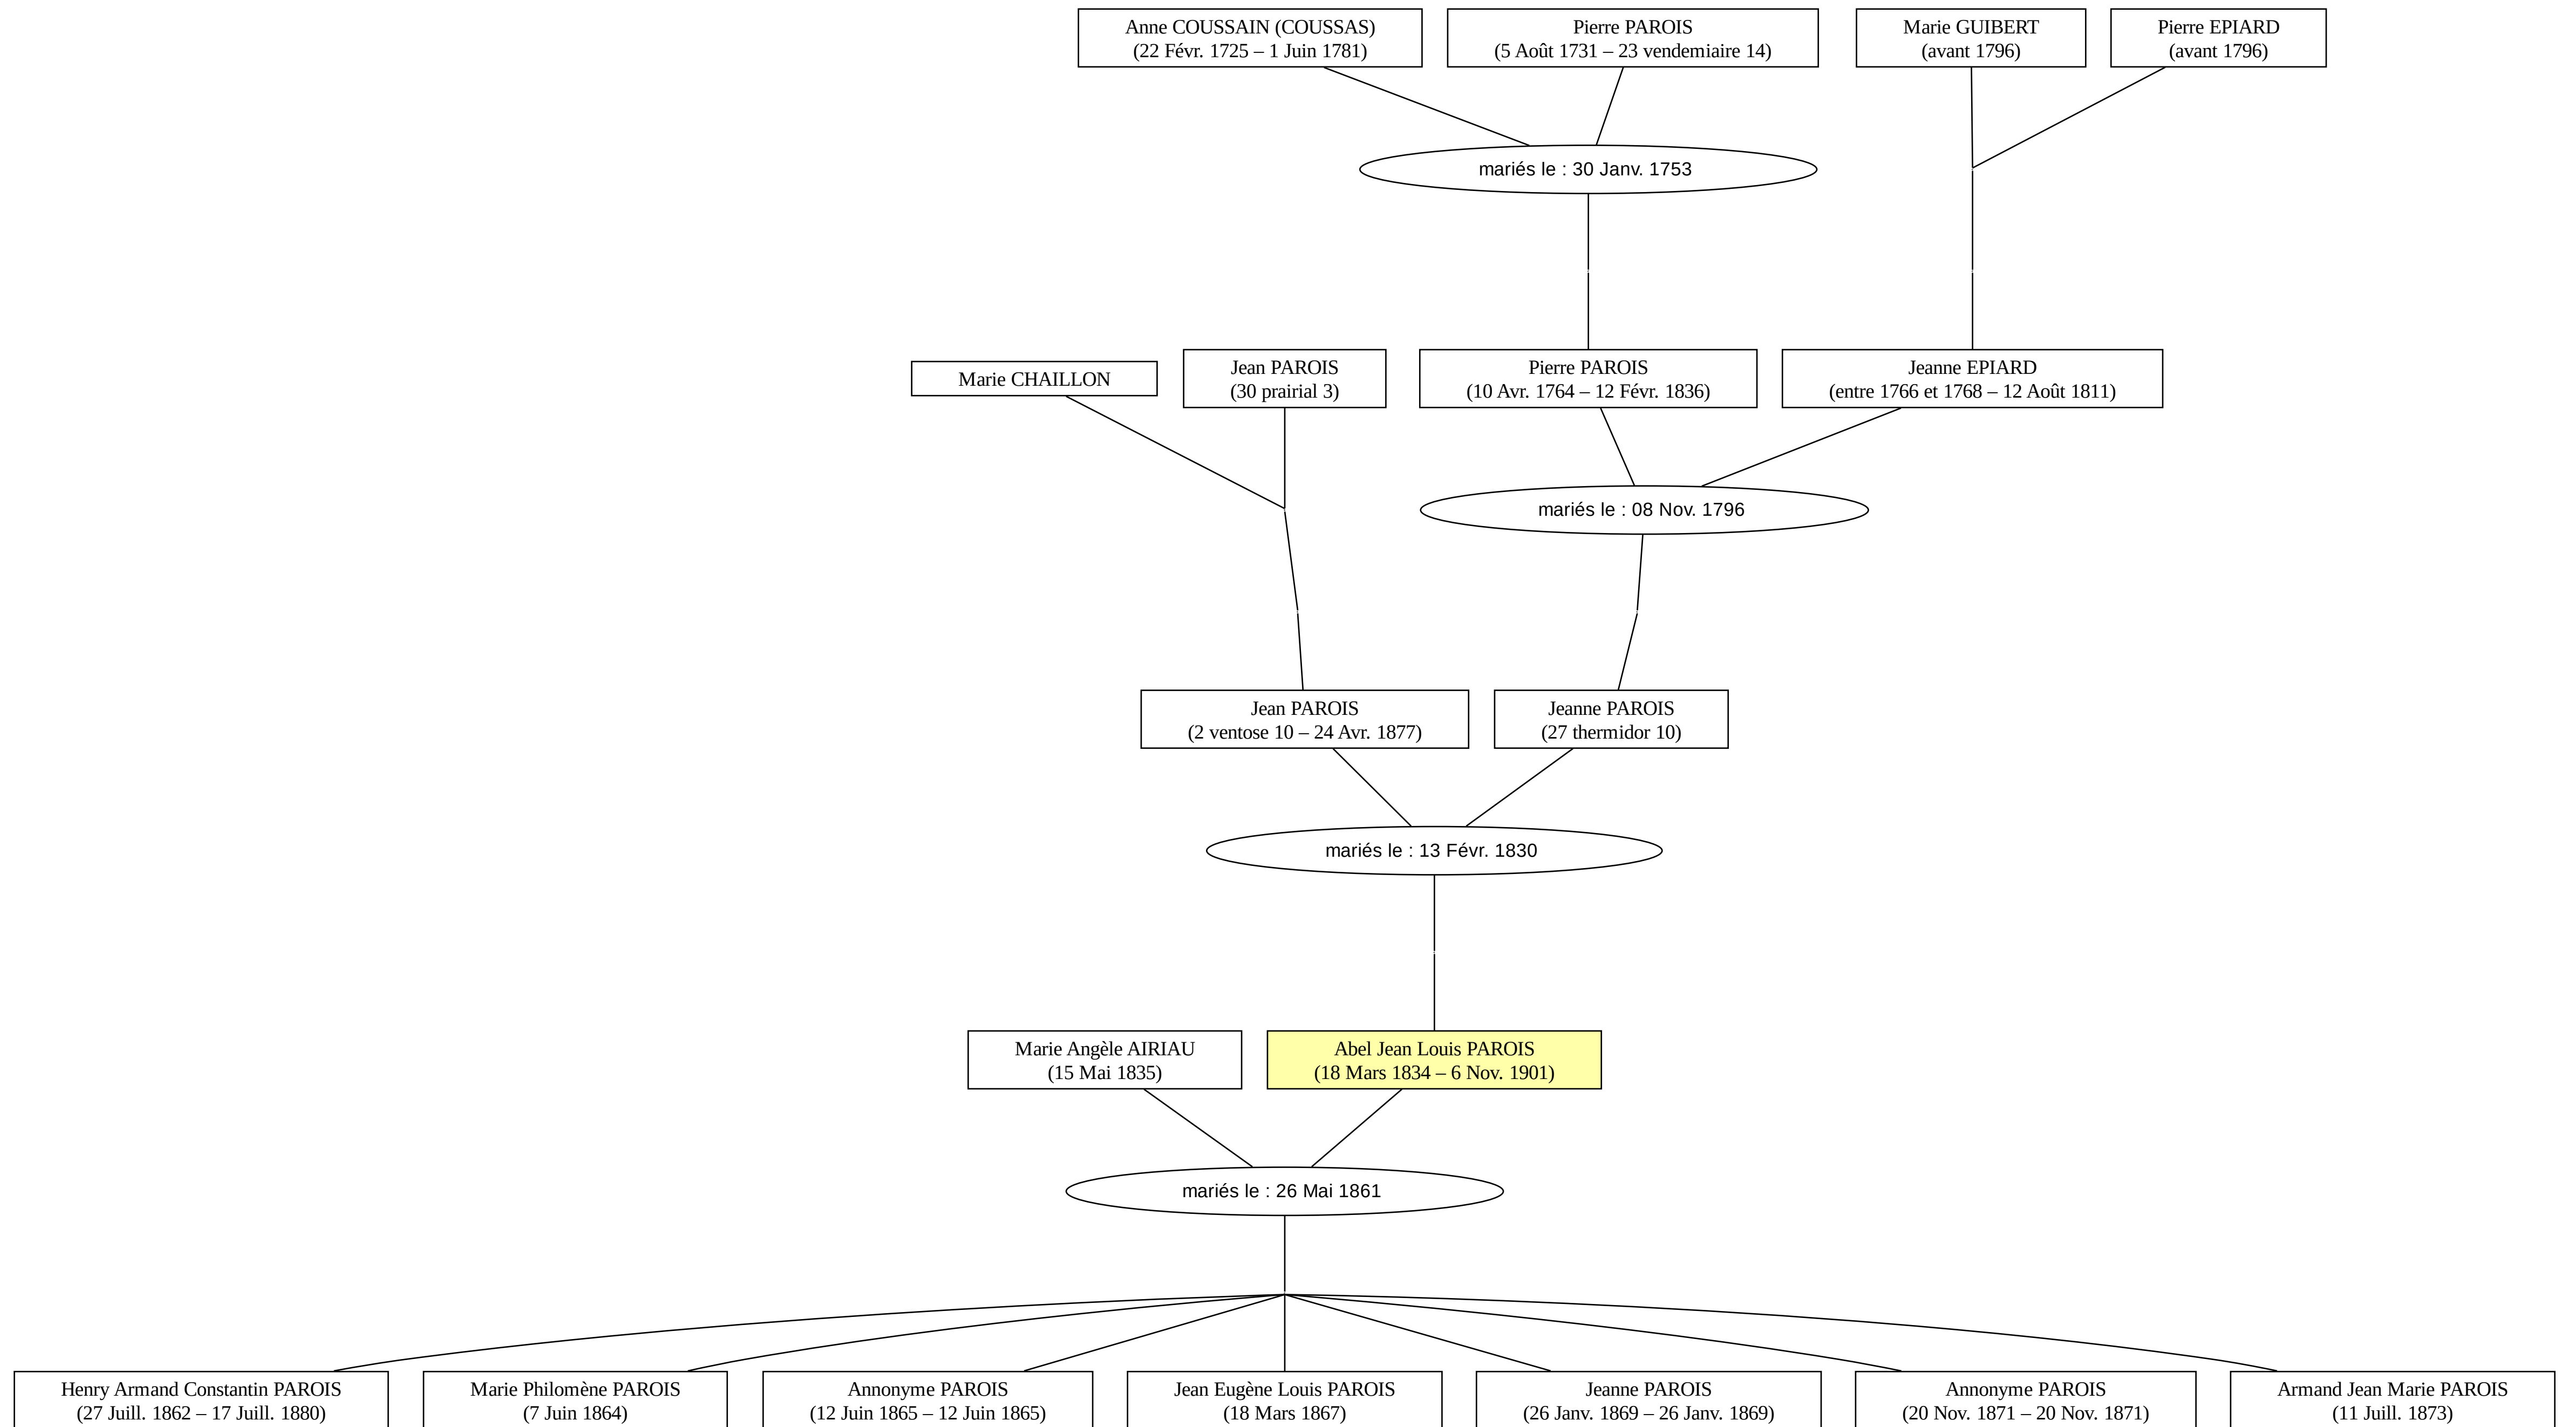 Anne COUSSAIN (COUSSAS)
(22 Févr. 1725 – 1 Juin 1781)
Pierre PAROIS
(5 Août 1731 – 23 vendemiaire 14)
Marie GUIBERT
(avant 1796)
Pierre EPIARD
(avant 1796)
mariés le : 30 Janv. 1753
Marie CHAILLON
Jean PAROIS
(30 prairial 3)
Pierre PAROIS
(10 Avr. 1764 – 12 Févr. 1836)
Jeanne EPIARD
(entre 1766 et 1768 – 12 Août 1811)
mariés le : 08 Nov. 1796
Jean PAROIS
(2 ventose 10 – 24 Avr. 1877)
Jeanne PAROIS
(27 thermidor 10)
mariés le : 13 Févr. 1830
Marie Angèle AIRIAU
(15 Mai 1835)
Abel Jean Louis PAROIS
(18 Mars 1834 – 6 Nov. 1901)
mariés le : 26 Mai 1861
Henry Armand Constantin PAROIS
(27 Juill. 1862 – 17 Juill. 1880)
Marie Philomène PAROIS
(7 Juin 1864)
Annonyme PAROIS
(12 Juin 1865 – 12 Juin 1865)
Jean Eugène Louis PAROIS
(18 Mars 1867)
Jeanne PAROIS
(26 Janv. 1869 – 26 Janv. 1869)
Annonyme PAROIS
(20 Nov. 1871 – 20 Nov. 1871)
Armand Jean Marie PAROIS
(11 Juill. 1873)